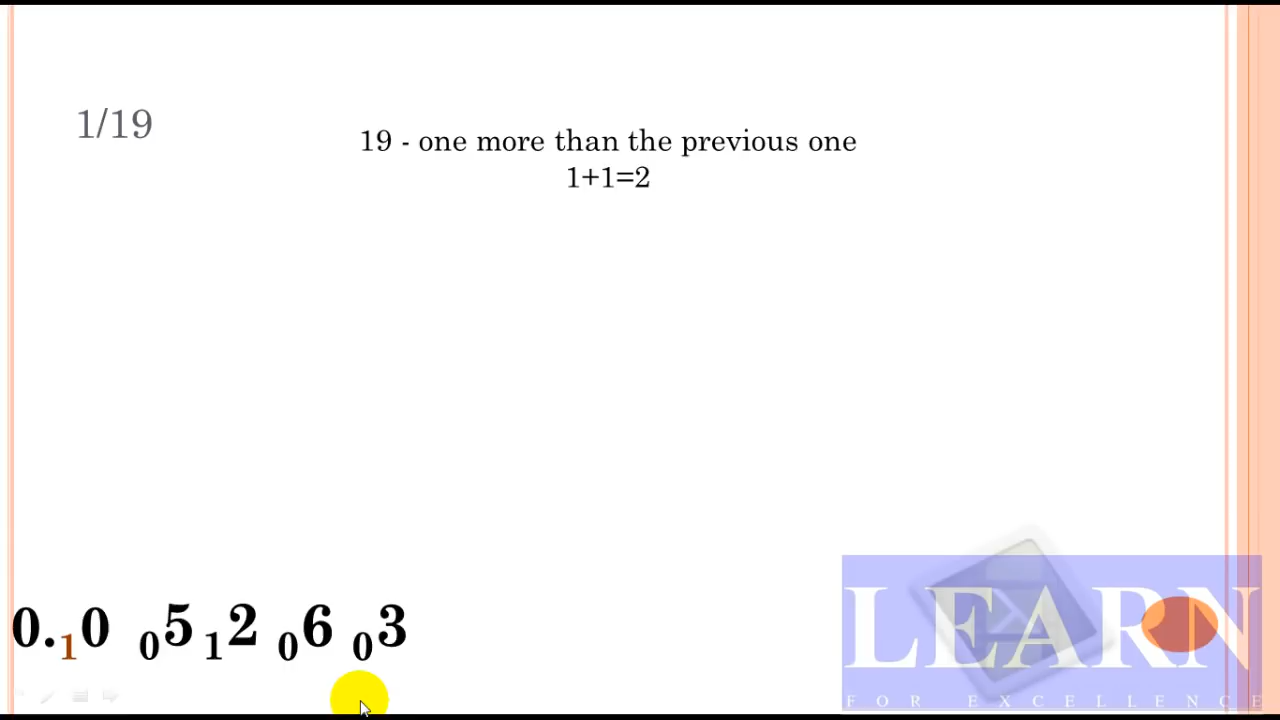 1/19
19 - one more than the previous one
1+1=2
0.₁0 ₀5 ₁2 ₀6 ₀3
LEARN
FOR EXCELLENCE